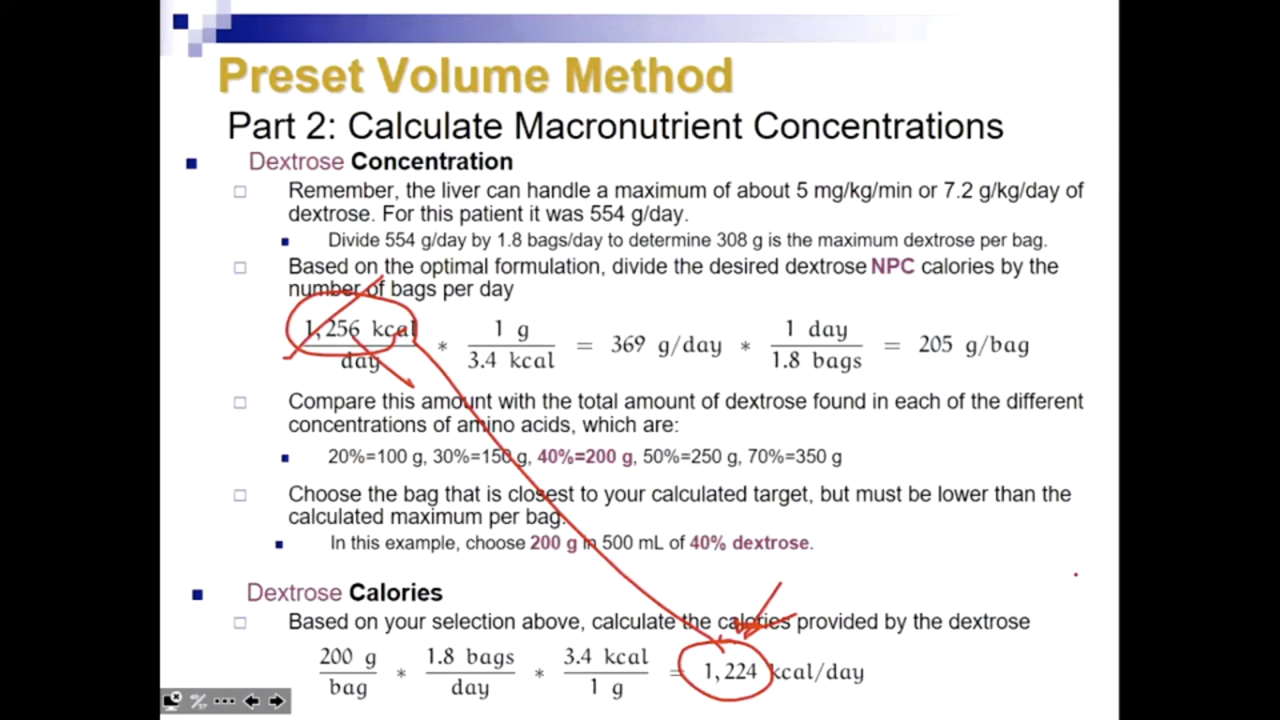 Preset Volume Method
Part 2: Calculate Macronutrient Concentrations
Dextrose Concentration
Remember, the liver can handle a maximum of about 5 mg/kg/min or 7.2 g/kg/day of
dextrose. For this patient it was 554 g/day.
Divide 554 g/day by 1.8 bags/day to determine 308 g is the maximum dextrose per bag.
Based on the optimal formulation, divide the desired dextrose NPC calories by the
number of bags per day
1,256 kcal / day * 1 g / 3.4 kcal = 369 g/day * 1 day / 1.8 bags = 205 g/bag
Compare this amount with the total amount of dextrose found in each of the different
concentrations of amino acids, which are:
20%=100 g, 30%=150 g, 40%=200 g, 50%=250 g, 70%=350 g
Choose the bag that is closest to your calculated target, but must be lower than the
calculated maximum per bag.
In this example, choose 200 g in 500 mL of 40% dextrose.
Dextrose Calories
Based on your selection above, calculate the calories provided by the dextrose
200 g / bag * 1.8 bags / day * 3.4 kcal / 1 g = 1,224 kcal/day